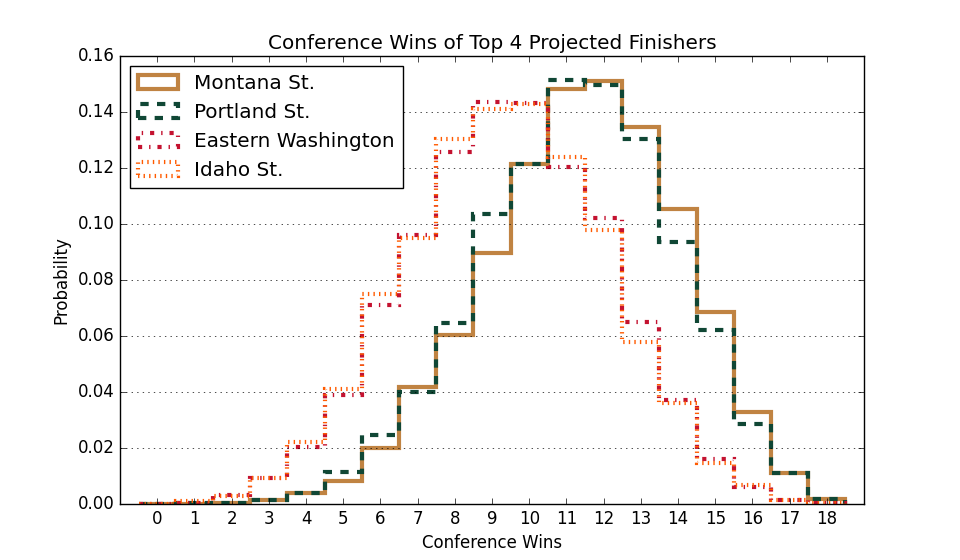 Conference Wins of Top 4 Projected Finishers
Montana St.
Portland St.
Eastern Washington
Idaho St.
0.16
0.14
0.12
0.10
0.08
0.06
0.04
0.02
0.00
Probability
0 1 2 3 4 5 6 7 8 9 10 11 12 13 14 15 16 17 18
Conference Wins